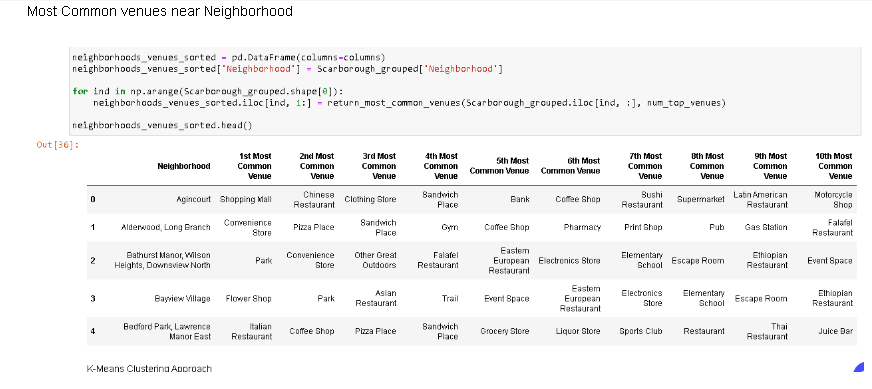 Most Common venues near Neighborhood
neighborhoods_venues_sorted = pd.DataFrame(columns=columns)
neighborhoods_venues_sorted['Neighborhood'] = Scarborough_grouped['Neighborhood']
for ind in np.arange(Scarborough_grouped.shape[0]):
neighborhoods_venues_sorted.iloc[ind, 1:] = return_most_common_venues(Scarborough_grouped.iloc[ind, :], num_top_venues)
neighborhoods_venues_sorted.head()
Out[36]:
Neighborhood 1st Most Common Venue 2nd Most Common Venue 3rd Most Common Venue 4th Most Common Venue 5th Most Common Venue 6th Most Common Venue 7th Most Common Venue 8th Most Common Venue 9th Most Common Venue 10th Most Common Venue
0 Agincourt Shopping Mall Chinese Restaurant Clothing Store Sandwich Place Bank Coffee Shop Sushi Restaurant Supermarket Latin American Restaurant Motorcycle Shop
1 Alderwood, Long Branch Convenience Store Pizza Place Sandwich Place Gym Coffee Shop Pharmacy Print Shop Pub Gas Station Falafel Restaurant
2 Bathurst Manor, Wilson Heights, Downsview North Park Convenience Store Other Great Outdoors Falafel Restaurant Eastern European Restaurant Electronics Store Elementary School Escape Room Ethiopian Restaurant Event Space
3 Bayview Village Flower Shop Park Asian Restaurant Trail Event Space Eastern European Restaurant Electronics Store Elementary School Escape Room Ethiopian Restaurant
4 Bedford Park, Lawrence Manor East Italian Restaurant Coffee Shop Pizza Place Sandwich Place Grocery Store Liquor Store Sports Club Restaurant Thai Restaurant Juice Bar
K-Means Clustering Approach